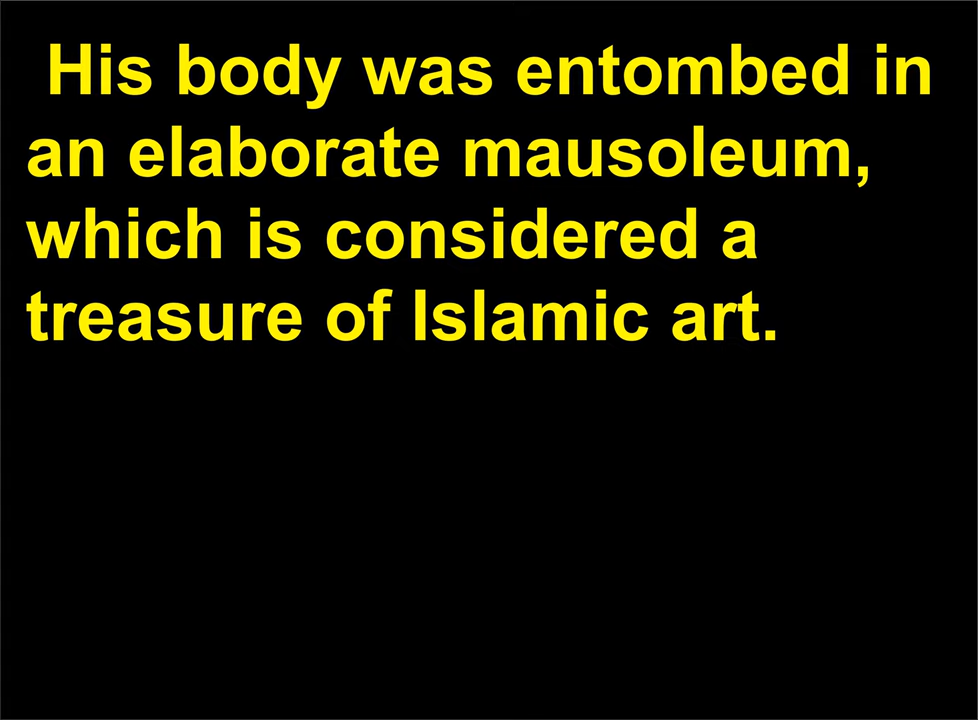 His body was entombed in
an elaborate mausoleum,
which is considered a
treasure of Islamic art.